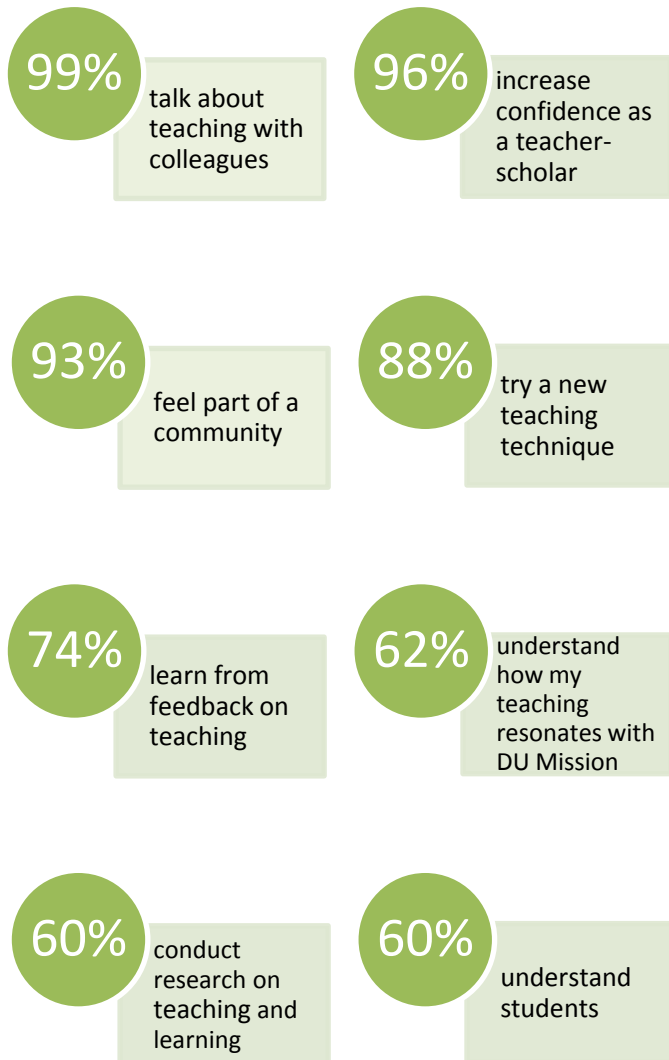 99%
talk about
teaching with
colleagues
96%
increase
confidence as
a teacher-
scholar
93%
feel part of a
community
88%
try a new
teaching
technique
74%
learn from
feedback on
teaching
62%
understand
how my
teaching
resonates with
DU Mission
60%
conduct
research on
teaching and
learning
60%
understand
students